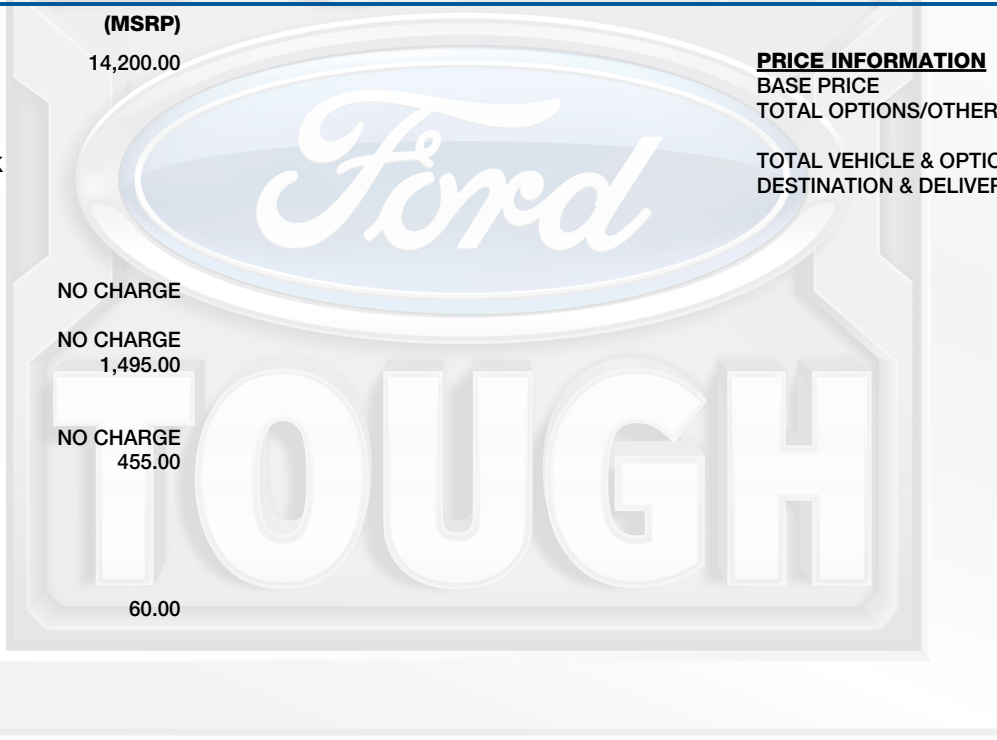 (MSRP)
14,200.00
NO CHARGE
NO CHARGE
1,495.00
NO CHARGE
455.00
60.00
PRICE INFORMATION
BASE PRICE
TOTAL OPTIONS/OTHER
TOTAL VEHICLE & OPTIO
DESTINATION & DELIVER
Ford
TOUGH